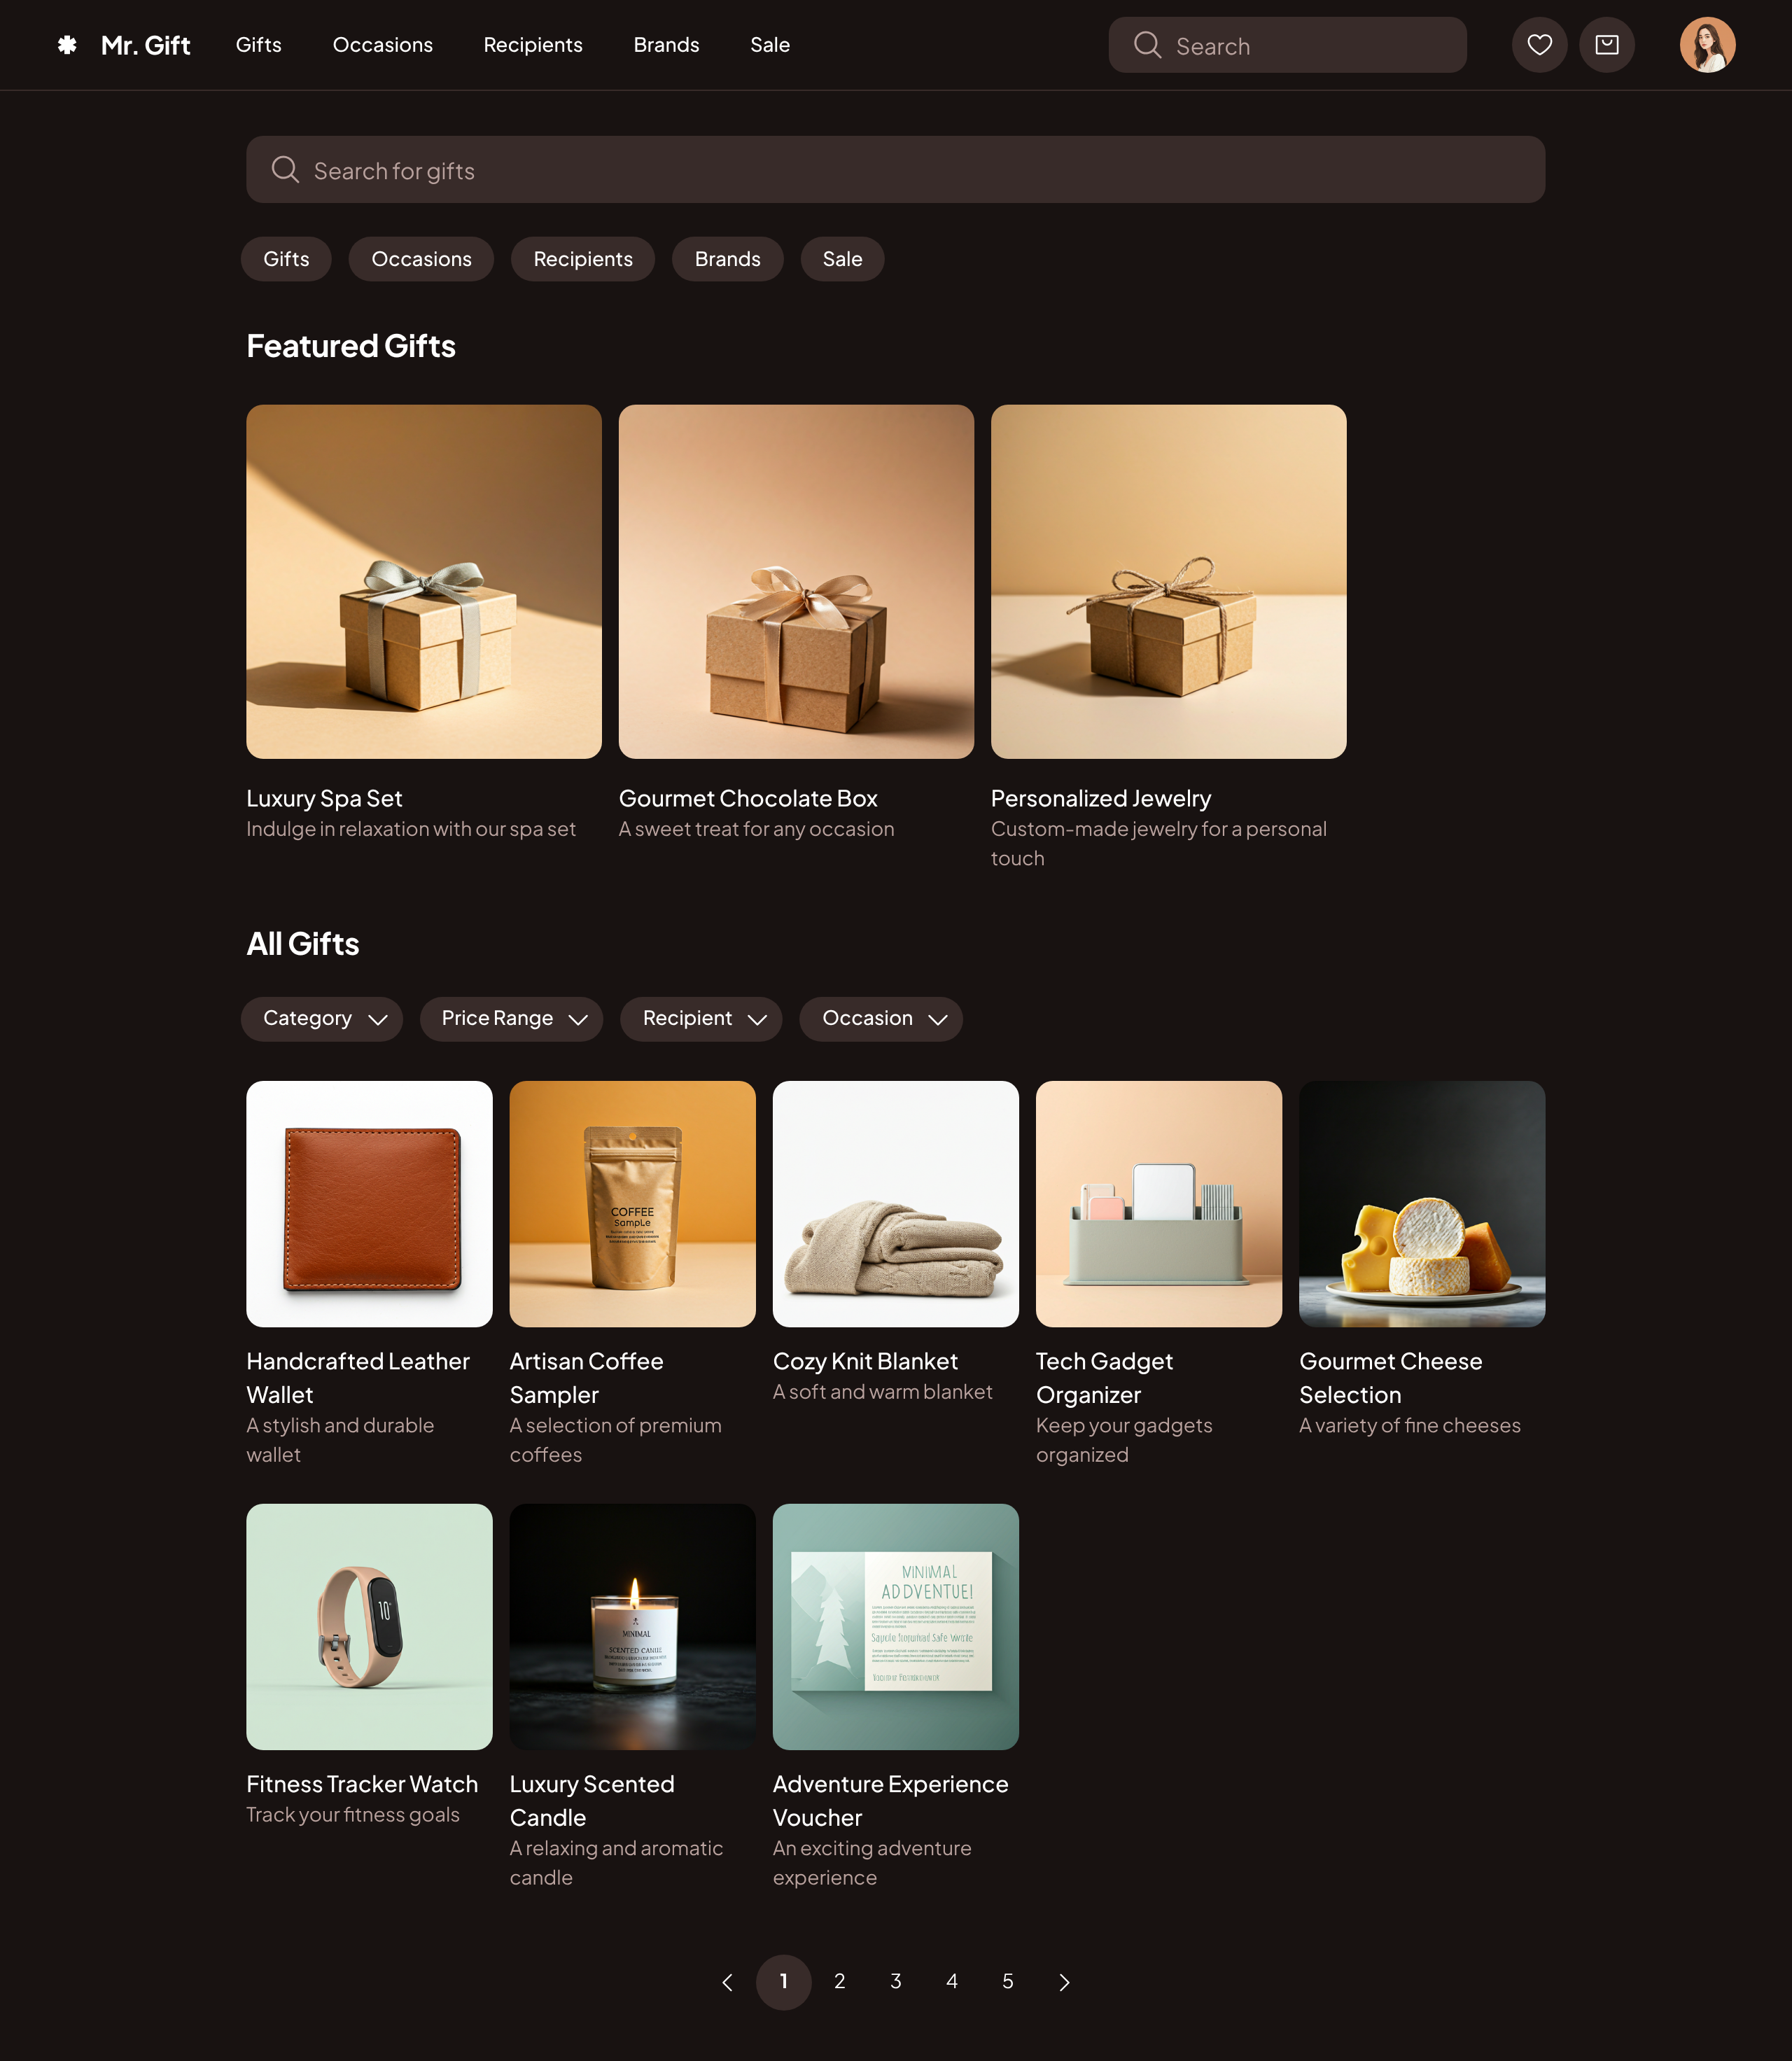 Mr. Gift
Gifts
Occasions
Recipients
Brands
Sale
Search
Search for gifts
Gifts
Occasions
Recipients
Brands
Sale
Featured Gifts
Luxury Spa Set
Indulge in relaxation with our spa set
Gourmet Chocolate Box
A sweet treat for any occasion
Personalized Jewelry
Custom-made jewelry for a personal
touch
All Gifts
Category
Price Range
Recipient
Occasion
COFFEE
Sample
Handcrafted Leather
Wallet
A stylish and durable
wallet
Artisan Coffee
Sampler
A selection of premium
coffees
Cozy Knit Blanket
A soft and warm blanket
Tech Gadget
Organizer
Keep your gadgets
organized
Gourmet Cheese
Selection
A variety of fine cheeses
10
MINIMAL
SCENTED CANDLE
MINIMAL
ADDVENTUE!
Fitness Tracker Watch
Track your fitness goals
Luxury Scented
Candle
A relaxing and aromatic
candle
Adventure Experience
Voucher
An exciting adventure
experience
1
2
3
4
5